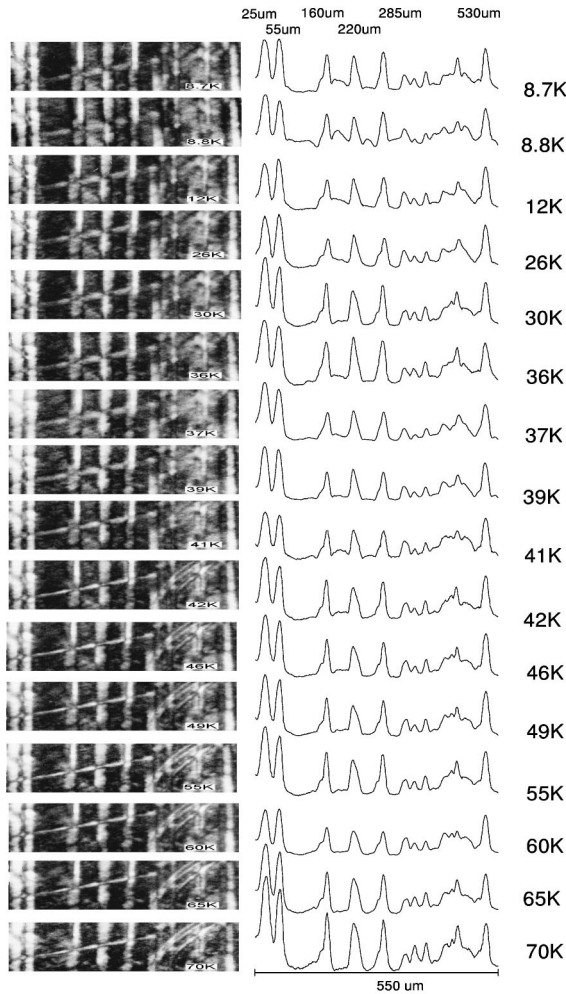 25um 160um 285um 530um
55um 220um
8.7K 8.7K
8.8K 8.8K
12K 12K
26K 26K
30K 30K
36K 36K
37K 37K
39K 39K
41K 41K
42K 42K
46K 46K
49K 49K
55K 55K
60K 60K
65K 65K
70K 70K
550 um